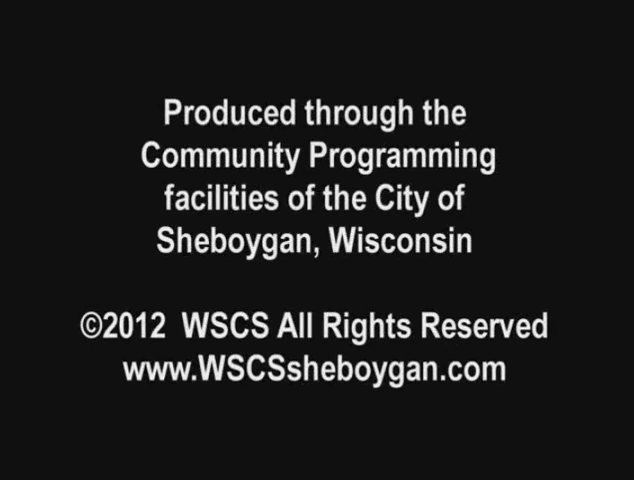 Produced through the
Community Programming
facilities of the City of
Sheboygan, Wisconsin
©2012 WSCS All Rights Reserved
www.WSCSsheboygan.com